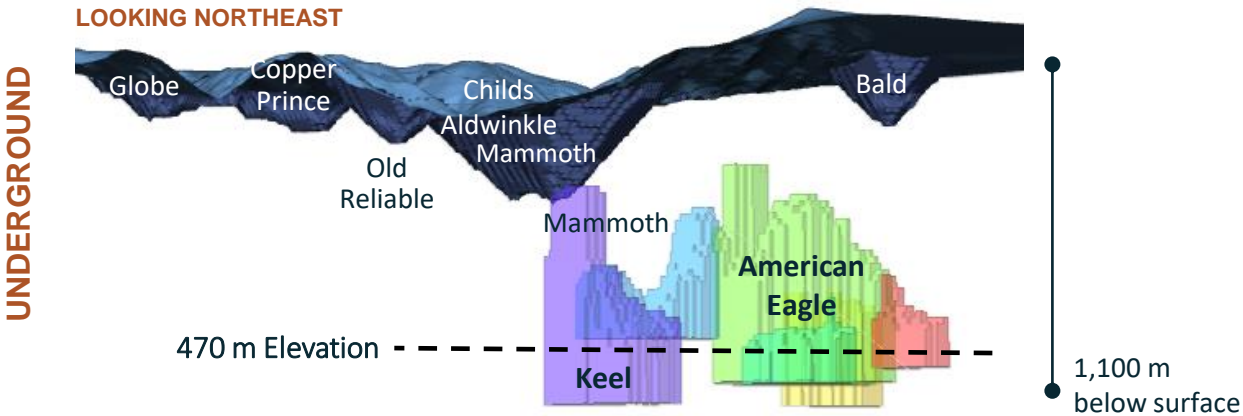 LOOKING NORTHEAST
UNDERGROUND
Globe
Copper
Prince
Childs
Aldwinkle
Mammoth
Bald
Old
Reliable
Mammoth
American
Eagle
470 m Elevation
Keel
1,100 m
below surface